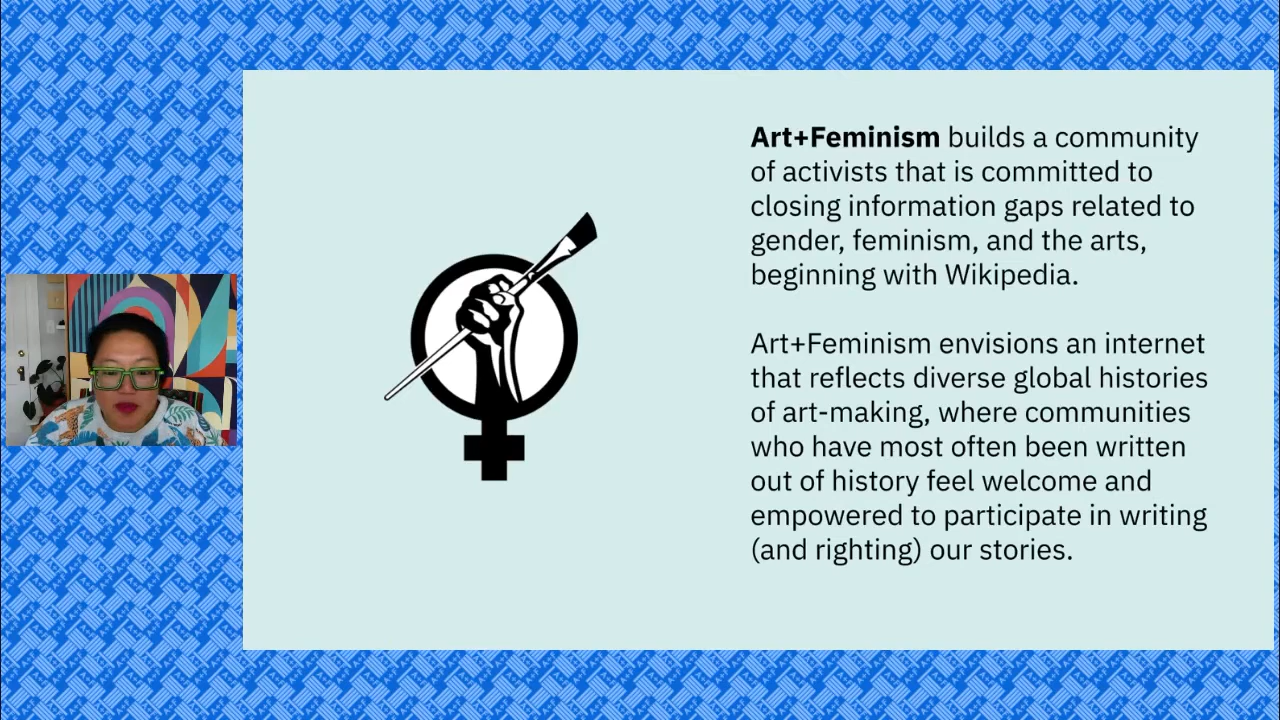 Art+Feminism builds a community
of activists that is committed to
closing information gaps related to
gender, feminism, and the arts,
beginning with Wikipedia.
Art+Feminism envisions an internet
that reflects diverse global histories
of art-making, where communities
who have most often been written
out of history feel welcome and
empowered to participate in writing
(and righting) our stories.